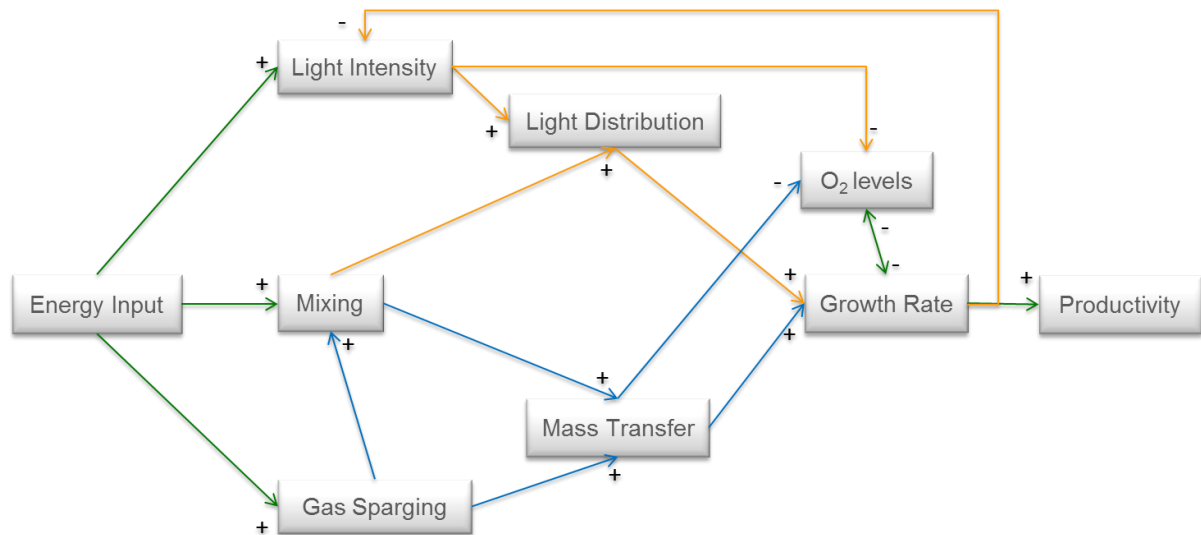 -
+
Light Intensity
Light Distribution
+
-
+
-
O₂ levels
-
-
+
+
+
Energy Input
Mixing
Growth Rate
Productivity
+
+
+
Mass Transfer
+
Gas Sparging
+